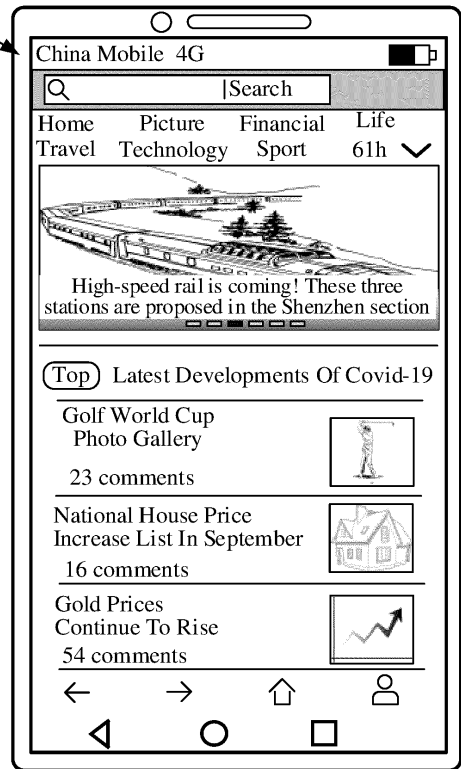 China Mobile 4G
|Search
Home Picture Financial Life
Travel Technology Sport 61h
High-speed rail is coming! These three
stations are proposed in the Shenzhen section
Top Latest Developments Of Covid-19
Golf World Cup
Photo Gallery
23 comments
National House Price
Increase List In September
16 comments
Gold Prices
Continue To Rise
54 comments